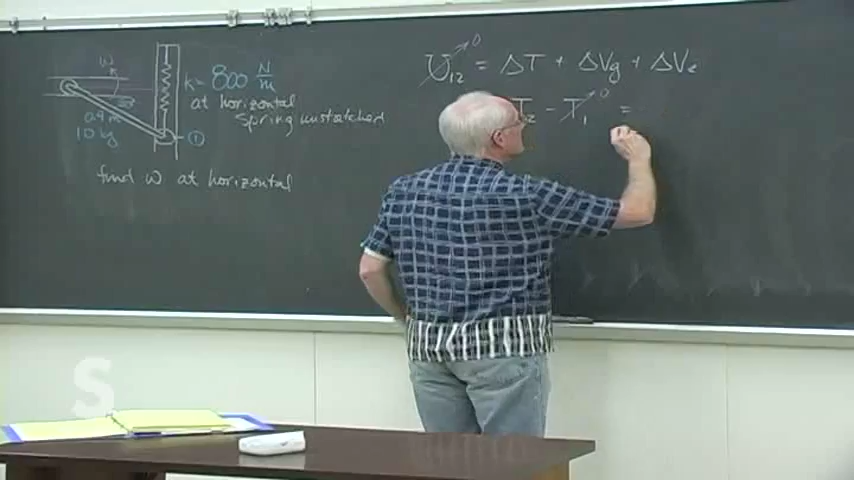 ω
k = 800 N/m
at horizontal
spring unstretched
30°
0.4 m
10 kg
①
find ω at horizontal
U₁₂ →0 = ΔT + ΔVg + ΔVe
T₂ - T₁ →0 =
S